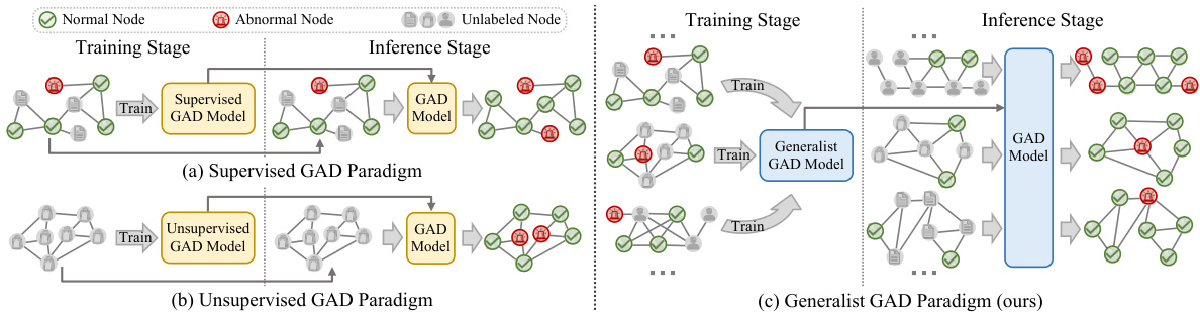 Normal Node Abnormal Node Unlabeled Node
Training Stage Inference Stage
Train
Supervised
GAD Model
GAD
Model
(a) Supervised GAD Paradigm
Train
Unsupervised
GAD Model
GAD
Model
(b) Unsupervised GAD Paradigm
Training Stage Inference Stage
Train
Train
Train
Generalist
GAD Model
GAD
Model
(c) Generalist GAD Paradigm (ours)